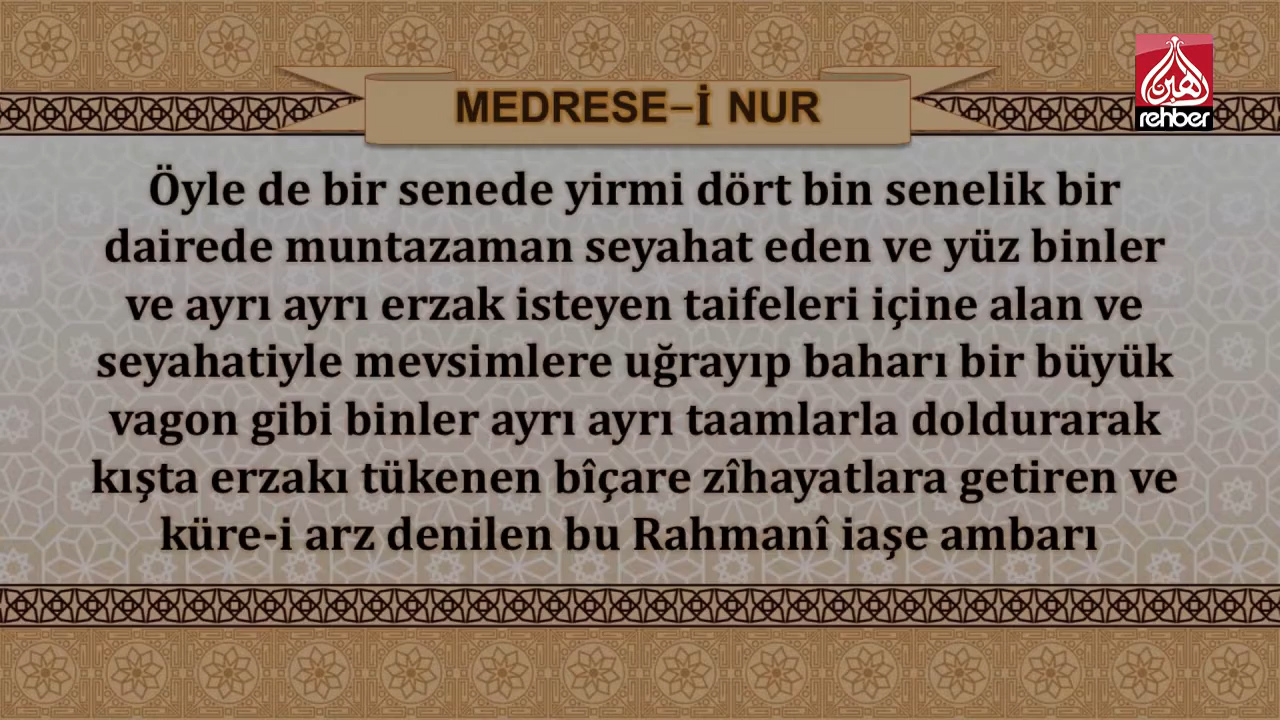 MEDRESE–İ NUR
rehber
Öyle de bir senede yirmi dört bin senelik bir
dairede muntazaman seyahat eden ve yüz binler
ve ayrı ayrı erzak isteyen taifeleri içine alan ve
seyahatiyle mevsimlere uğrayıp baharı bir büyük
vagon gibi binler ayrı ayrı taamlarla doldurarak
kışta erzakı tükenen bîçare zîhayatlara getiren ve
küre-i arz denilen bu Rahmanî iaşe ambarı